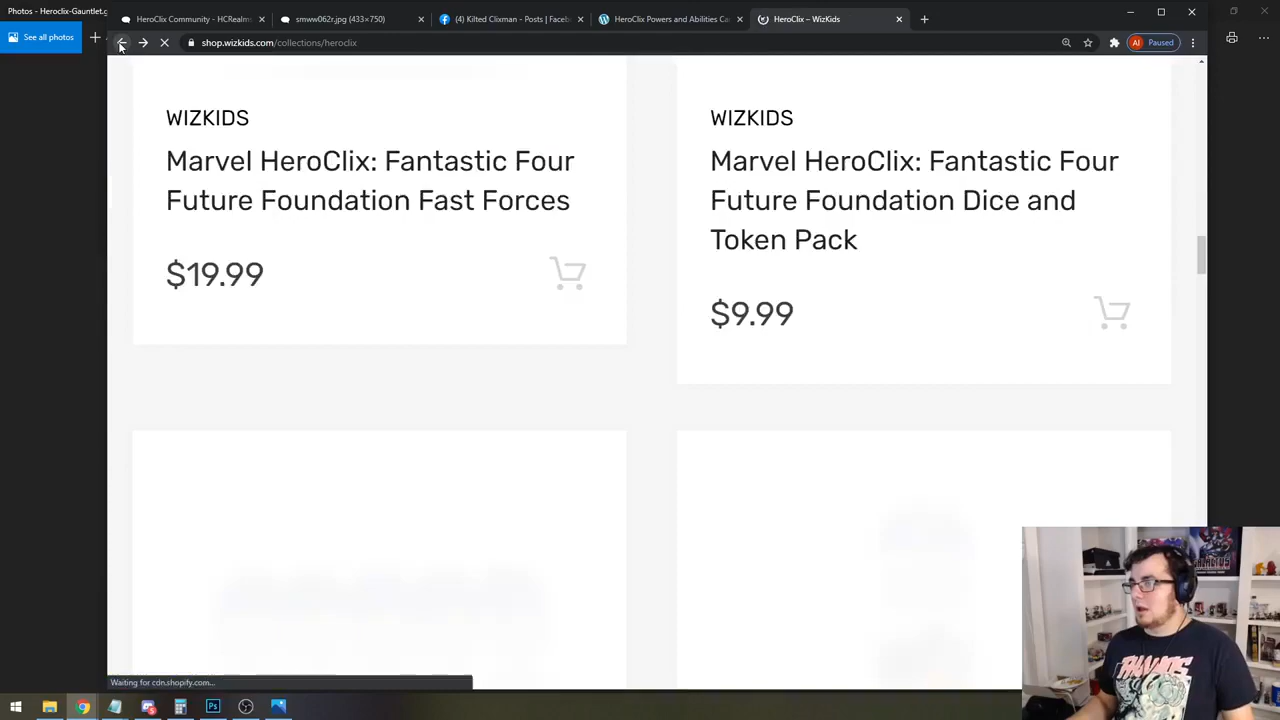 Photos - Heroclix-Gauntlet.
HeroClix Community - HCRealm
smww062r.jpg (433×750)
(4) Kilted Clixman - Posts | Faceb
HeroClix Powers and Abilities Ca
HeroClix – WizKids
See all photos
shop.wizkids.com/collections/heroclix
AI
Paused
WIZKIDS
Marvel HeroClix: Fantastic Four
Future Foundation Fast Forces
$19.99
WIZKIDS
Marvel HeroClix: Fantastic Four
Future Foundation Dice and
Token Pack
$9.99
Waiting for cdn.shopify.com...
Ps